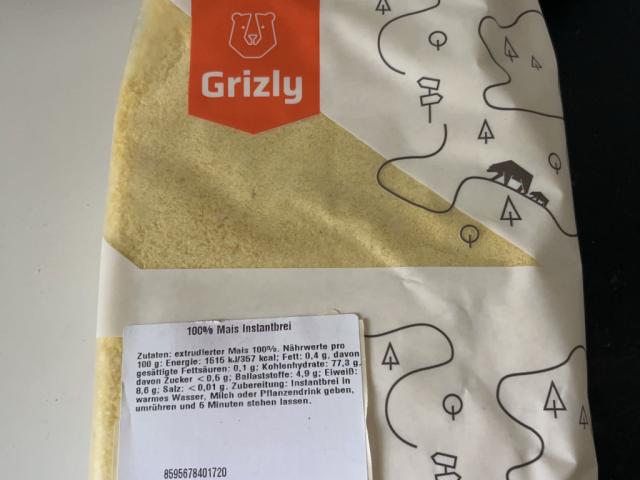 Grizly
100% Mais Instantbrei
Zutaten: extrudierter Mais 100%. Nährwerte pro
100 g: Energie: 1515 kJ/357 kcal; Fett: 0,4 g, davon
gesättigte Fettsäuren: 0,1 g; Kohlenhydrate: 77,3 g,
davon Zucker <0,5 g; Ballaststoffe: 4,9 g; Eiweiß:
8,6 g; Salz: <0,01 g. Zubereitung: Instantbrei in
warmes Wasser, Milch oder Pflanzendrink geben,
umrühren und 5 Minuten stehen lassen.
8595678401720